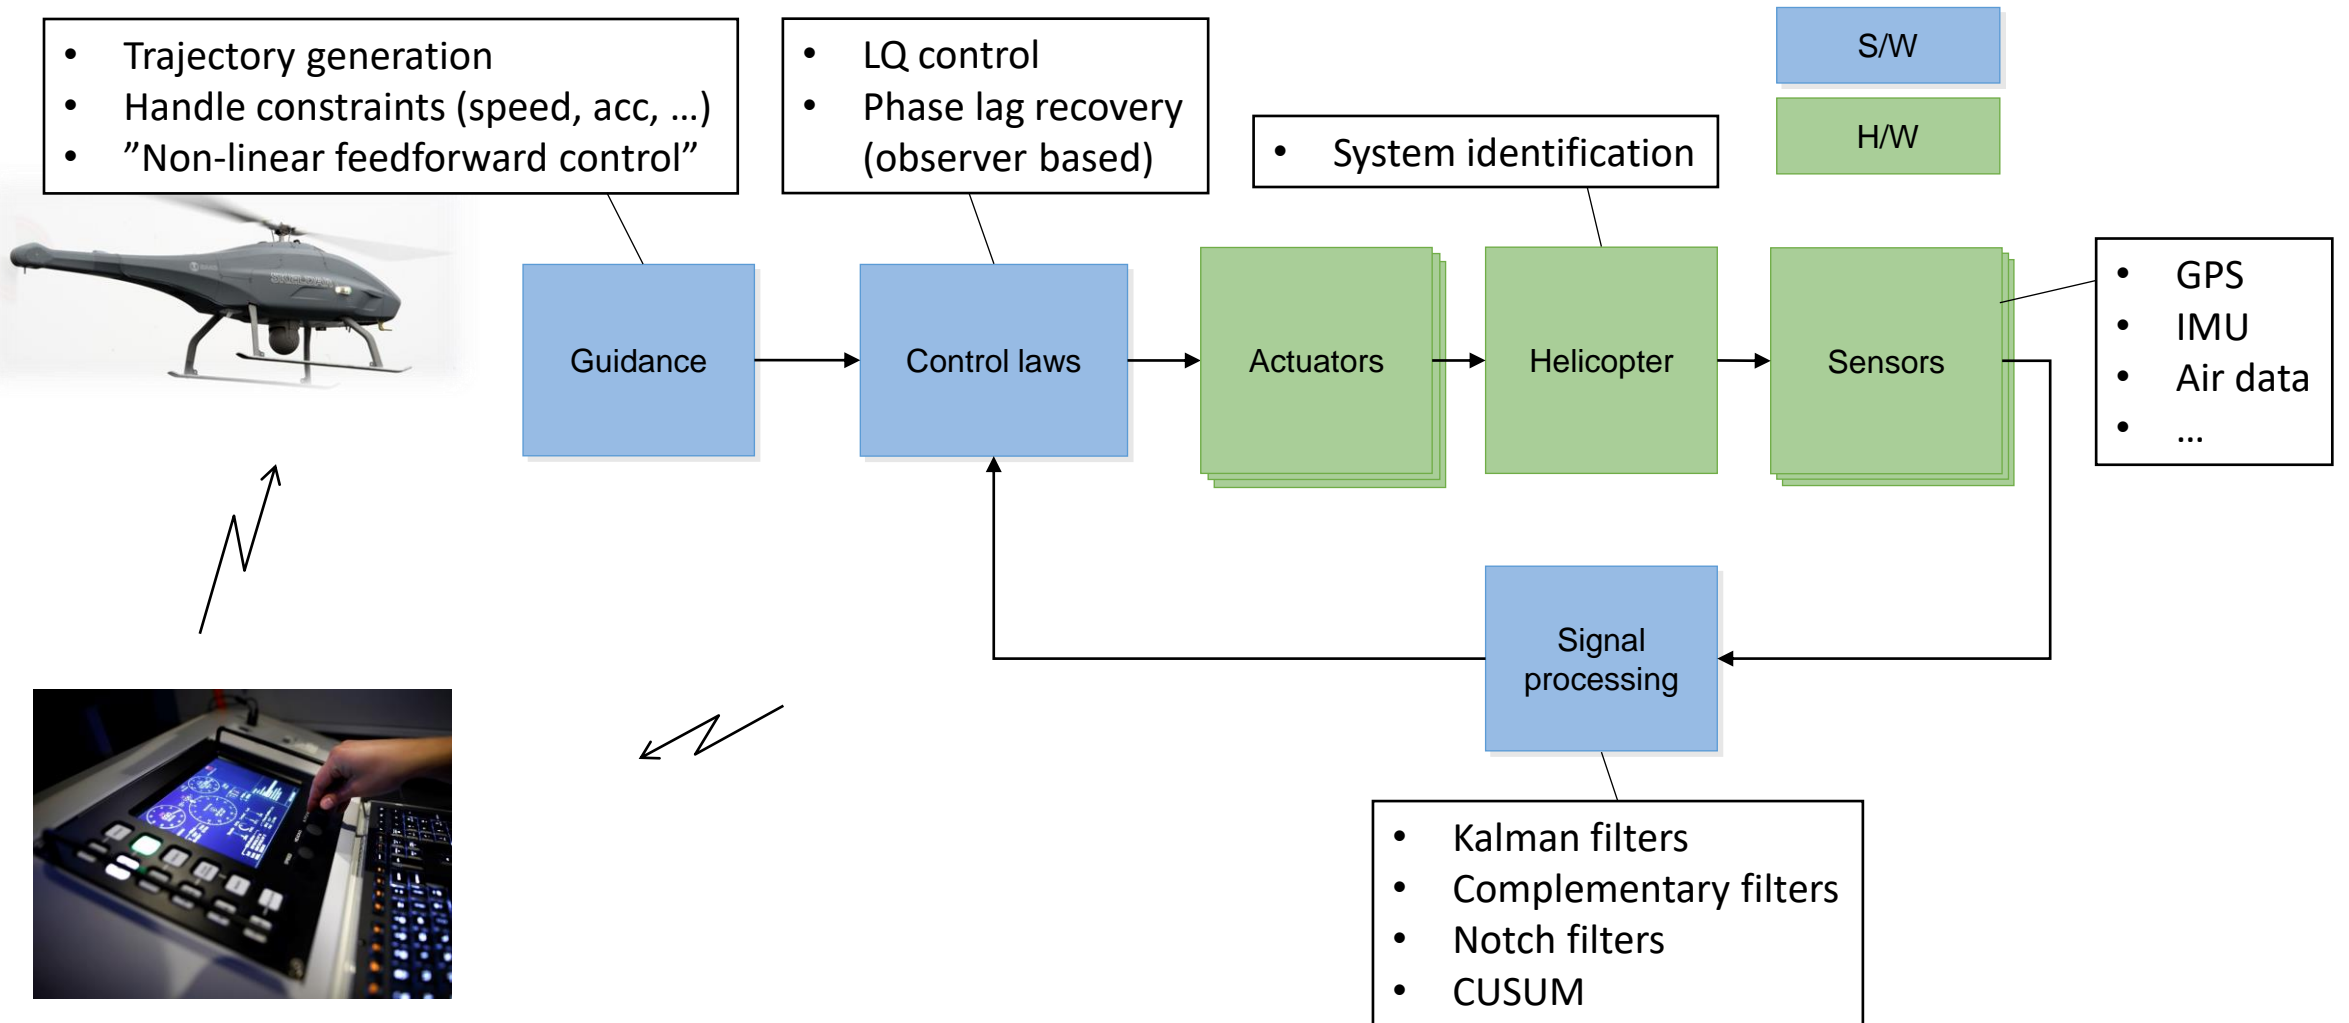 • Trajectory generation
• Handle constraints (speed, acc, …)
• ”Non-linear feedforward control”
• LQ control
• Phase lag recovery
(observer based)
• System identification
S/W
H/W
Guidance
Control laws
Actuators
Helicopter
Sensors
• GPS
• IMU
• Air data
• …
Signal
processing
• Kalman filters
• Complementary filters
• Notch filters
• CUSUM